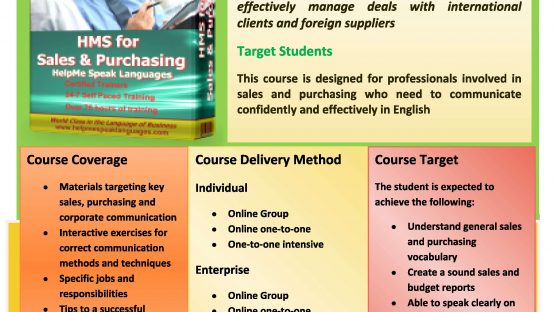 effectively manage deals with international
clients and foreign suppliers
HMS for
Sales & Purchasing
HelpMe Speak Languages
Certified Trainers
24-7 Self Paced Training
Over 76 hours of training
World Class in the Language of Business
www.helpmespeaklanguages.com
HMS for
Sales & Purchasing
Target Students
This course is designed for professionals involved in
sales and purchasing who need to communicate
confidently and effectively in English
Course Coverage
• Materials targeting key
sales, purchasing and
corporate communication
• Interactive exercises for
correct communication
methods and techniques
• Specific jobs and
responsibilities
• Tips to a successful
Course Delivery Method
Individual
• Online Group
• Online one-to-one
• One-to-one intensive
Enterprise
• Online Group
• Online one-to-one
Course Target
The student is expected to
achieve the following:
• Understand general sales
and purchasing
vocabulary
• Create a sound sales and
budget reports
• Able to speak clearly on